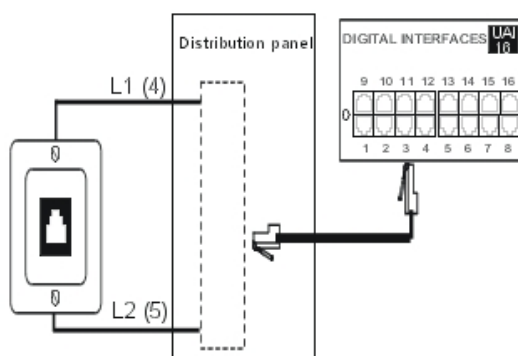 Distribution panel
DIGITAL INTERFACES
UAI
16
L1 (4)
9 10 11 12 13 14 15 16
0
1 2 3 4 5 6 7 8
L2 (5)